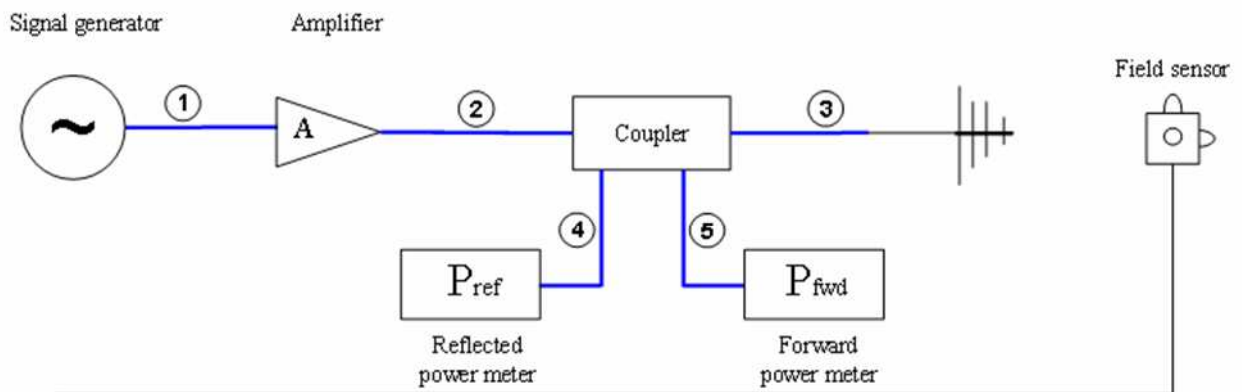 Signal generator
Amplifier
Field sensor
1
2
3
~
A
Coupler
4
5
Pref
Pfwd
Reflected
power meter
Forward
power meter